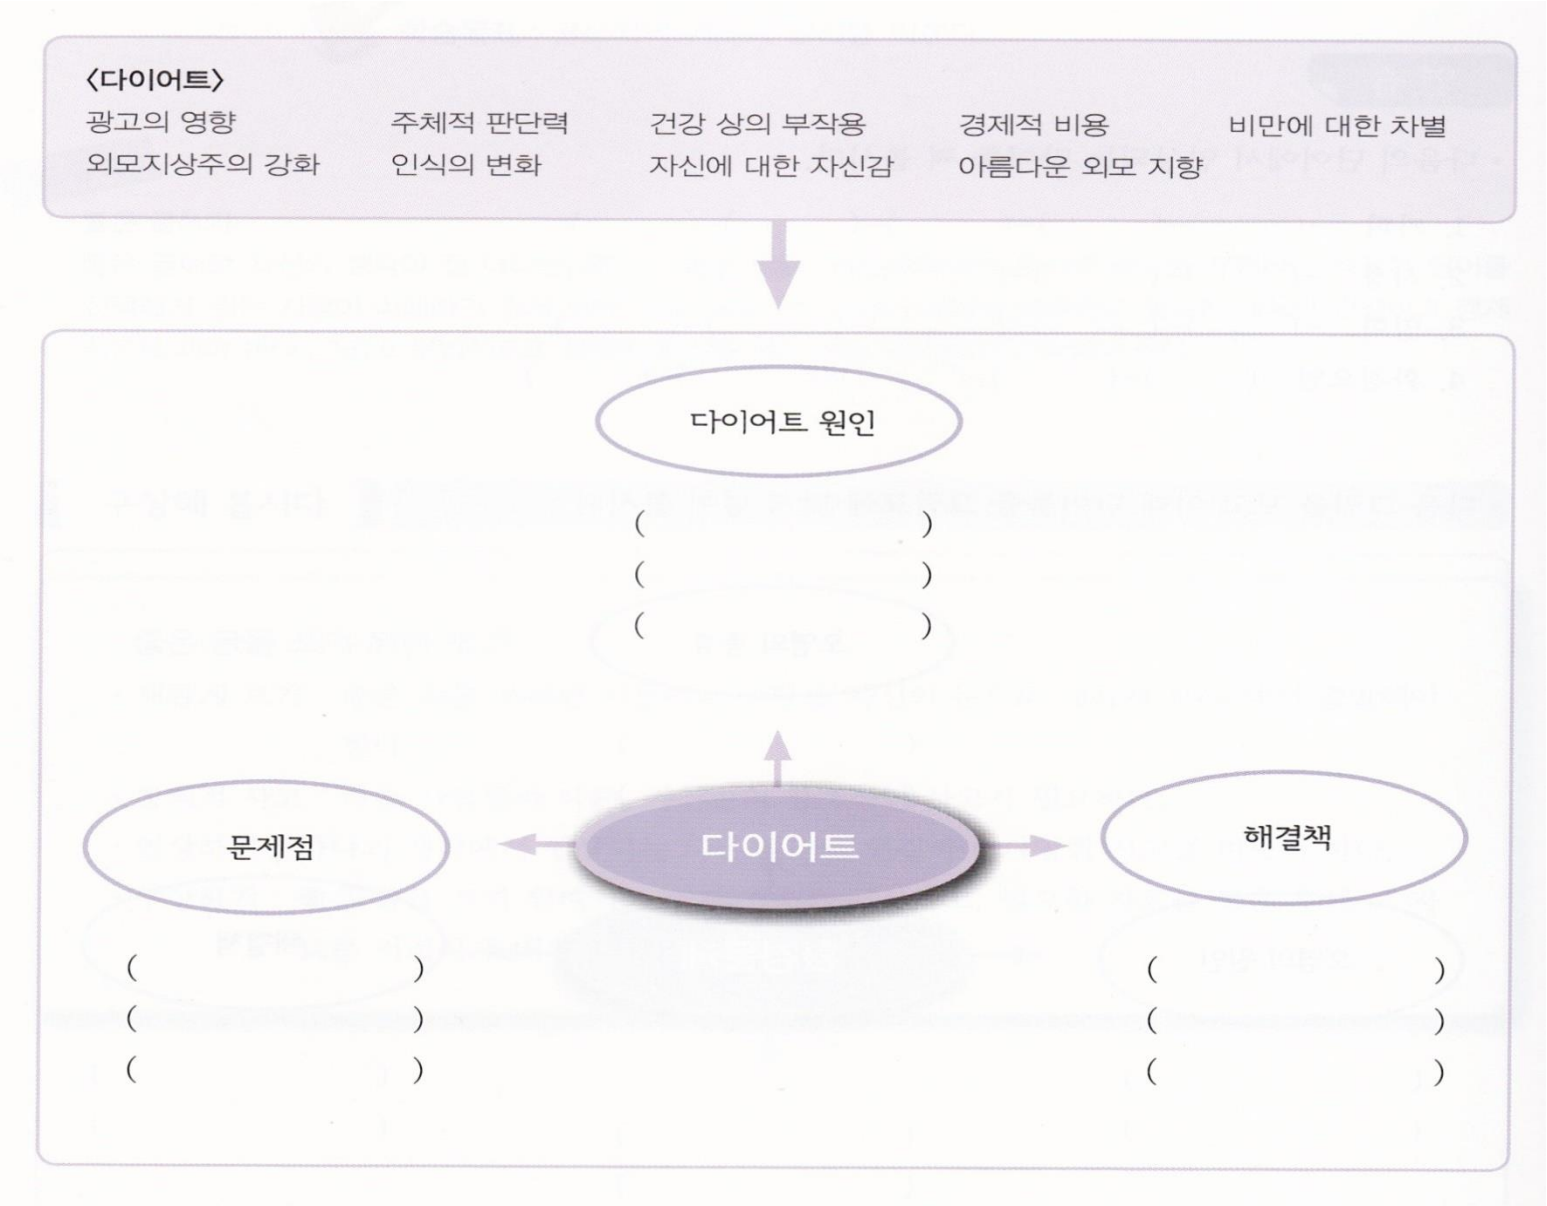 〈다이어트〉
광고의 영향 주체적 판단력 건강 상의 부작용 경제적 비용 비만에 대한 차별
외모지상주의 강화 인식의 변화 자신에 대한 자신감 아름다운 외모 지향
다이어트 원인
( )
( )
( )
문제점 다이어트 해결책
( ) ( )
( ) ( )
( ) ( )